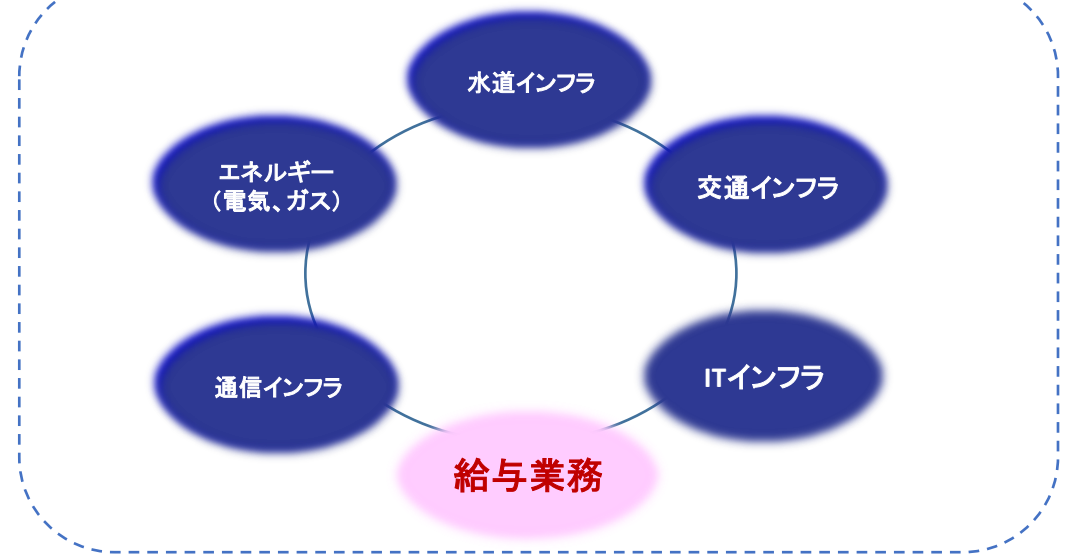 水道インフラ
エネルギー
（電気、ガス）
交通インフラ
通信インフラ
ITインフラ
給与業務